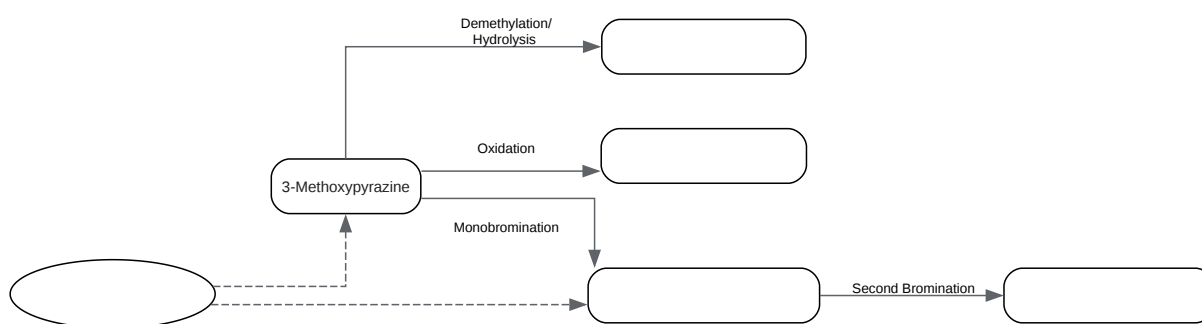 Demethylation/
Hydrolysis
Oxidation
3-Methoxypyrazine
Monobromination
Second Bromination